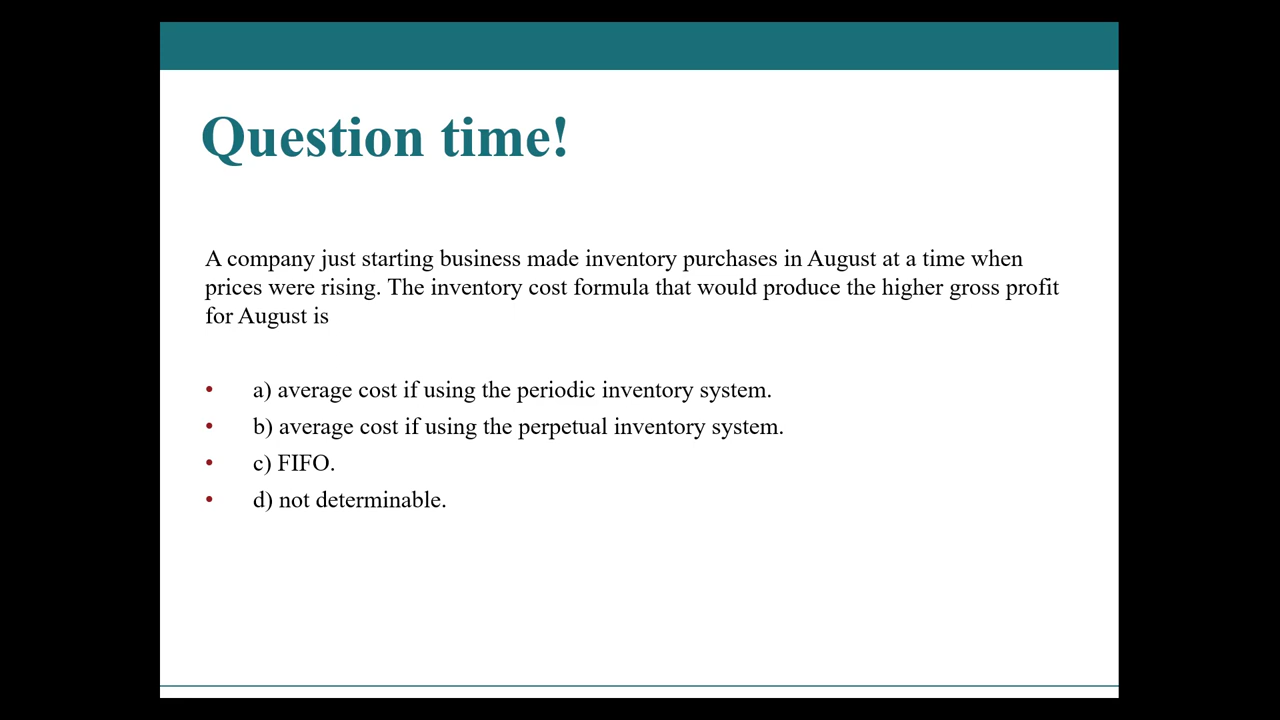 Question time!
A company just starting business made inventory purchases in August at a time when
prices were rising. The inventory cost formula that would produce the higher gross profit
for August is
• a) average cost if using the periodic inventory system.
• b) average cost if using the perpetual inventory system.
• c) FIFO.
• d) not determinable.